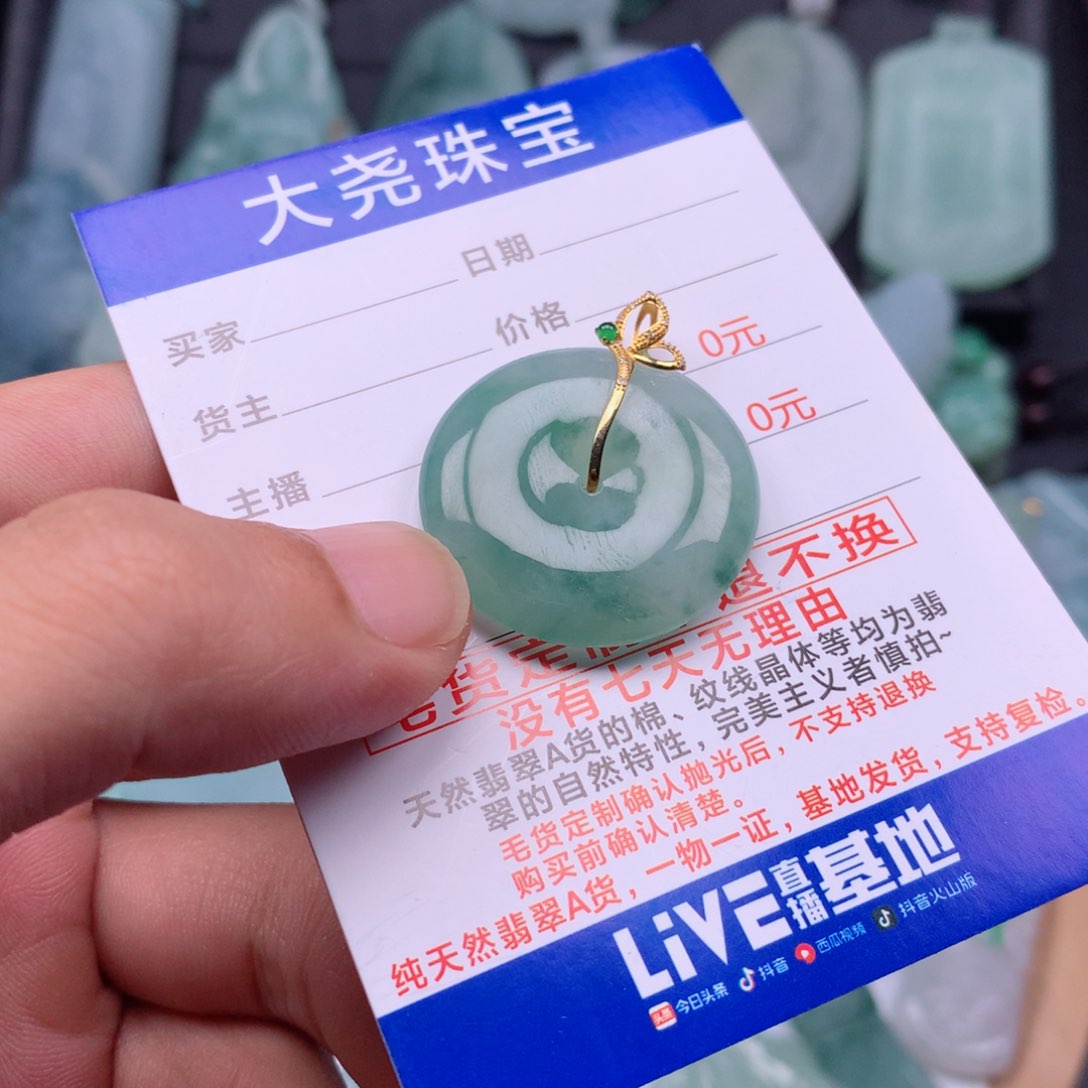 大尧珠宝
日期
买家
价格
0元
货主
0元
主播
退不换
毛货定制
没有七天无理由
天然翡翠A货的棉、纹线晶体等均为翡
翠的自然特性，完美主义者慎拍~
毛货定制确认抛光后，不支持退换
购买前确认清楚。
纯天然翡翠A货，一物一证，基地发货，支持复检。
LiVE直播基地
今日头条 抖音 西瓜视频 抖音火山版